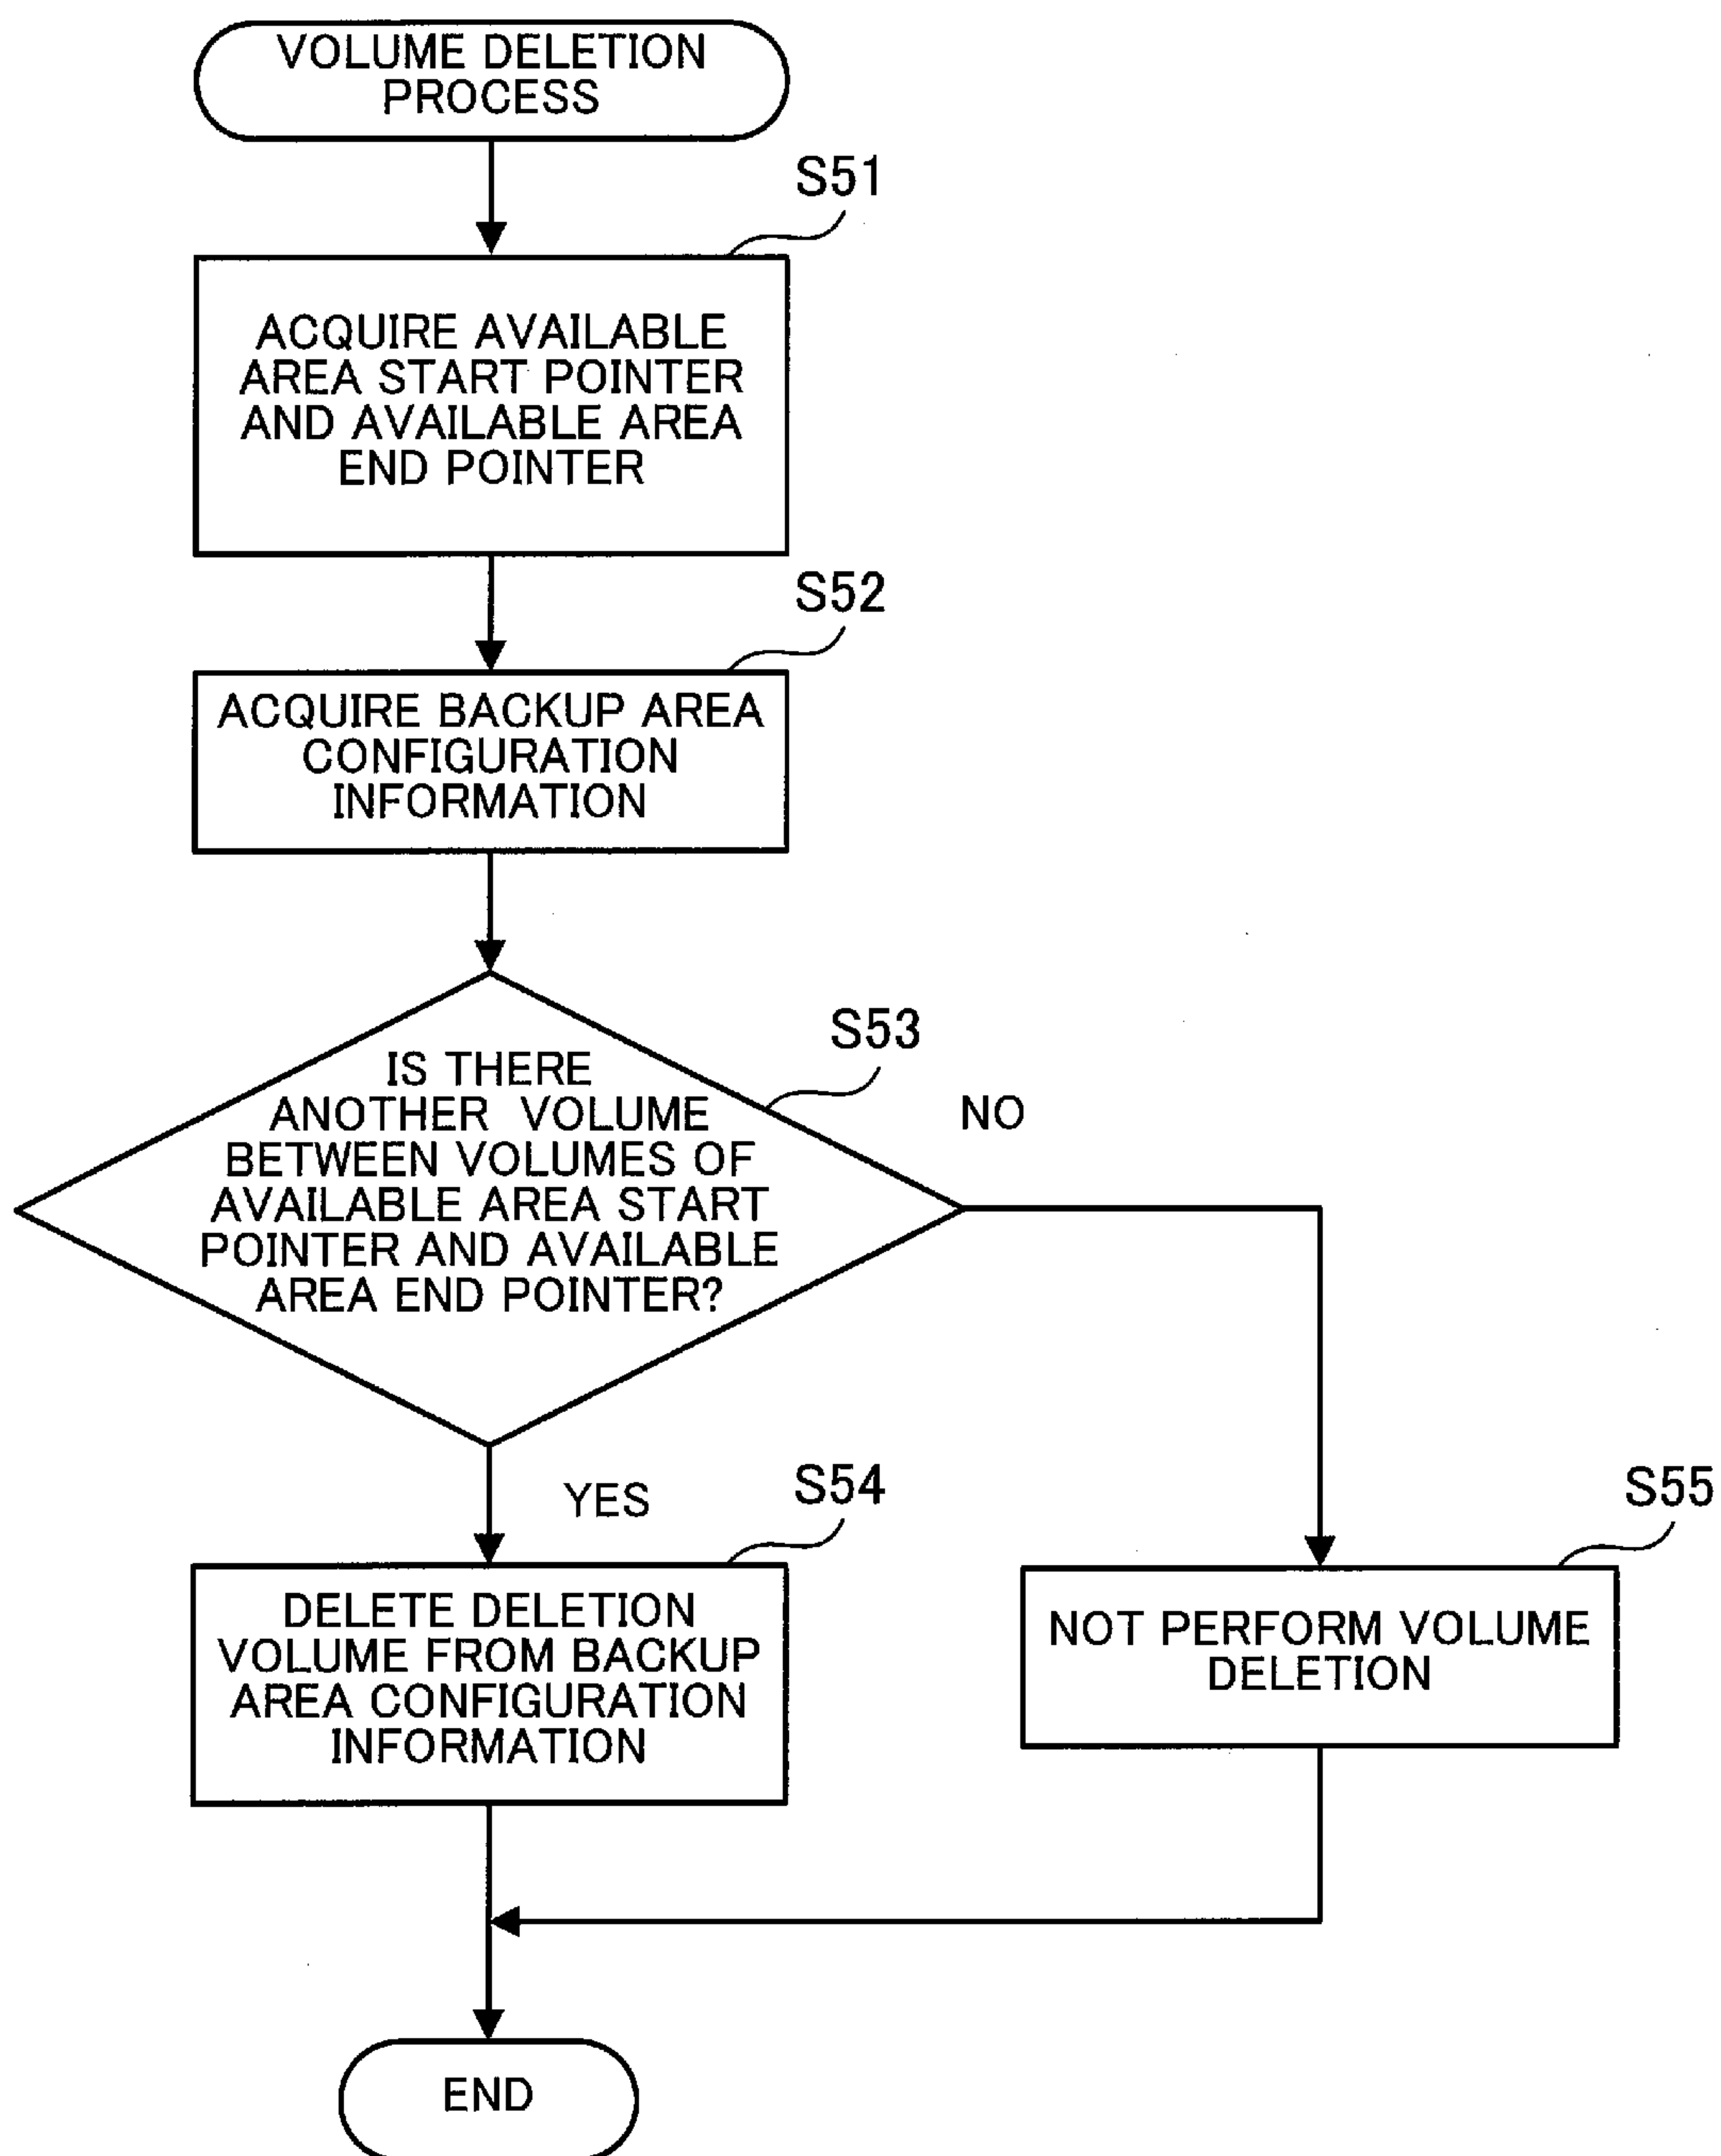 VOLUME DELETION
PROCESS
S51
ACQUIRE AVAILABLE
AREA START POINTER
AND AVAILABLE AREA
END POINTER
S52
ACQUIRE BACKUP AREA
CONFIGURATION
INFORMATION
S53
IS THERE
ANOTHER VOLUME
BETWEEN VOLUMES OF
AVAILABLE AREA START
POINTER AND AVAILABLE
AREA END POINTER?
NO
YES
S54
DELETE DELETION
VOLUME FROM BACKUP
AREA CONFIGURATION
INFORMATION
S55
NOT PERFORM VOLUME
DELETION
END